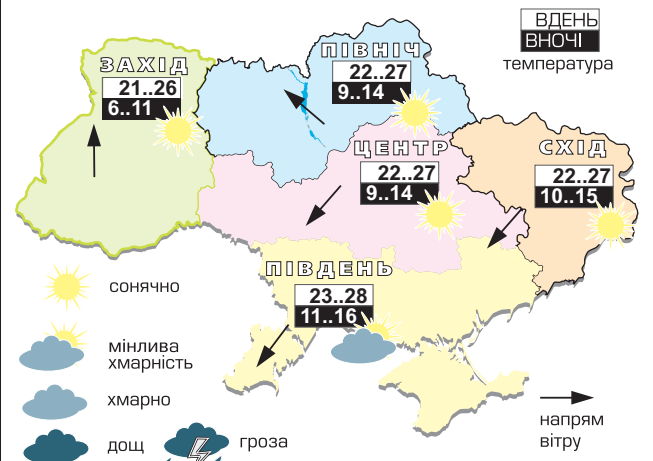 ВДЕНЬ
ВНОЧІ
температура
ЗАХІД
21..26
6..11
ПІВНІЧ
22..27
9..14
ЦЕНТР
22..27
9..14
СХІД
22..27
10..15
ПІВДЕНЬ
23..28
11..16
сонячно
мінлива
хмарність
хмарно
дощ
гроза
напрям
вітру